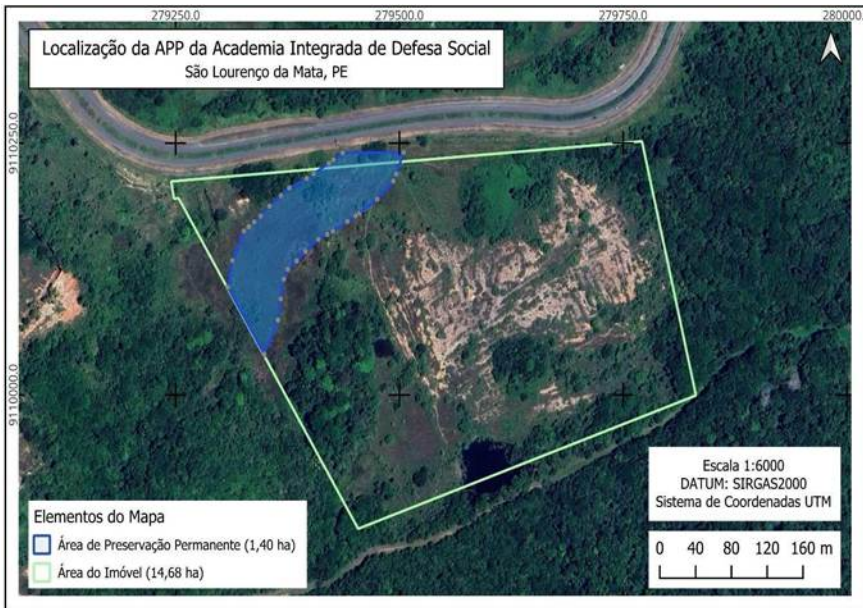 279250.0 279500.0 279750.0 280000.0
Localização da APP da Academia Integrada de Defesa Social
São Lourenço da Mata, PE
9110250.0
9110000.0
Elementos do Mapa
Área de Preservação Permanente (1,40 ha)
Área do Imóvel (14,68 ha)
Escala 1:6000
DATUM: SIRGAS2000
Sistema de Coordenadas UTM
0 40 80 120 160 m